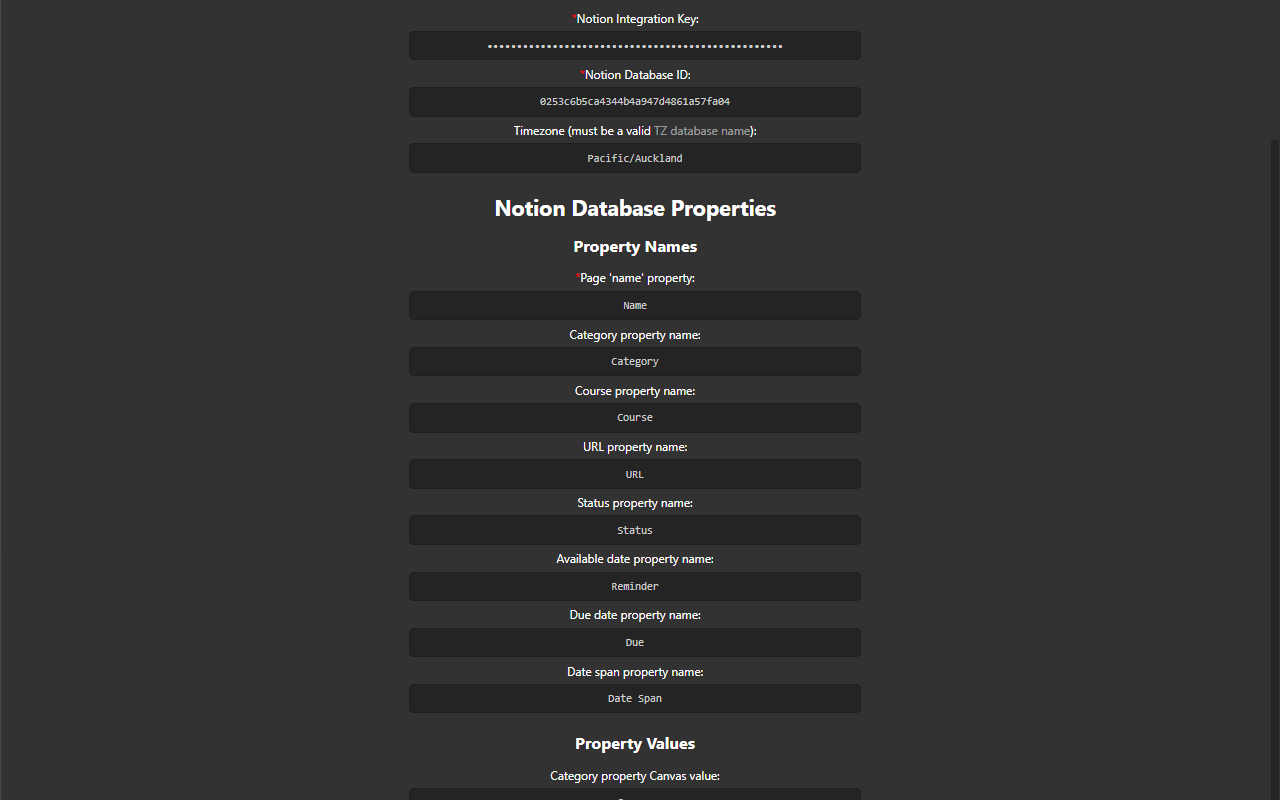 *Notion Integration Key:
••••••••••••••••••••••••••••••••••••••••••••••••••
*Notion Database ID:
0253c6b5ca4344b4a947d4861a57fa04
Timezone (must be a valid TZ database name):
Pacific/Auckland
Notion Database Properties
Property Names
*Page 'name' property:
Name
Category property name:
Category
Course property name:
Course
URL property name:
URL
Status property name:
Status
Available date property name:
Reminder
Due date property name:
Due
Date span property name:
Date Span
Property Values
Category property Canvas value: